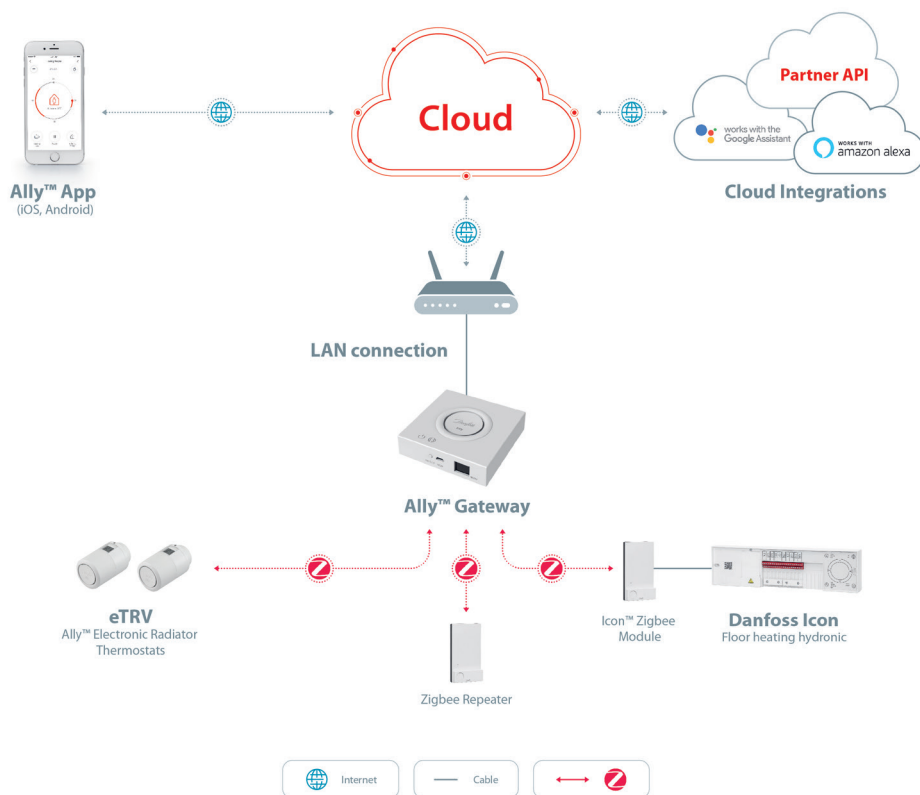 Cloud
Partner API
works with the
Google Assistant
WORKS WITH
amazon alexa
Ally™ App
(iOS, Android)
Cloud Integrations
LAN connection
Ally™ Gateway
eTRV
Ally™ Electronic Radiator
Thermostats
Icon™ Zigbee
Module
Danfoss Icon
Floor heating hydronic
Zigbee Repeater
Internet
Cable